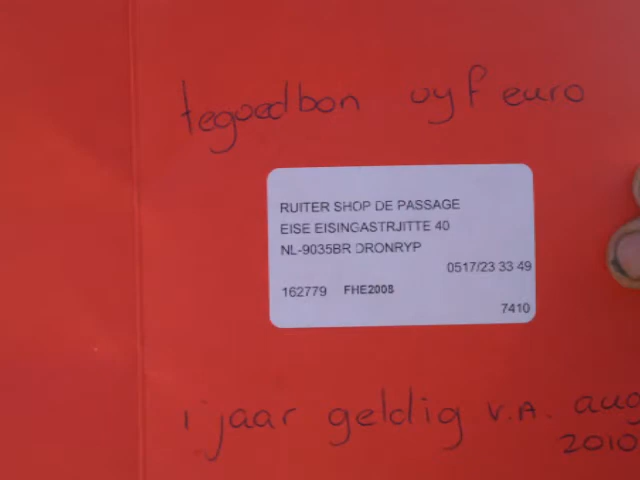 tegoedbon vyf euro
RUITER SHOP DE PASSAGE
EISE EISINGASTRJITTE 40
NL-9035BR DRONRYP
0517/23 33 49
162779 FHE2008
7410
1 jaar geldig v.A. aug
2010